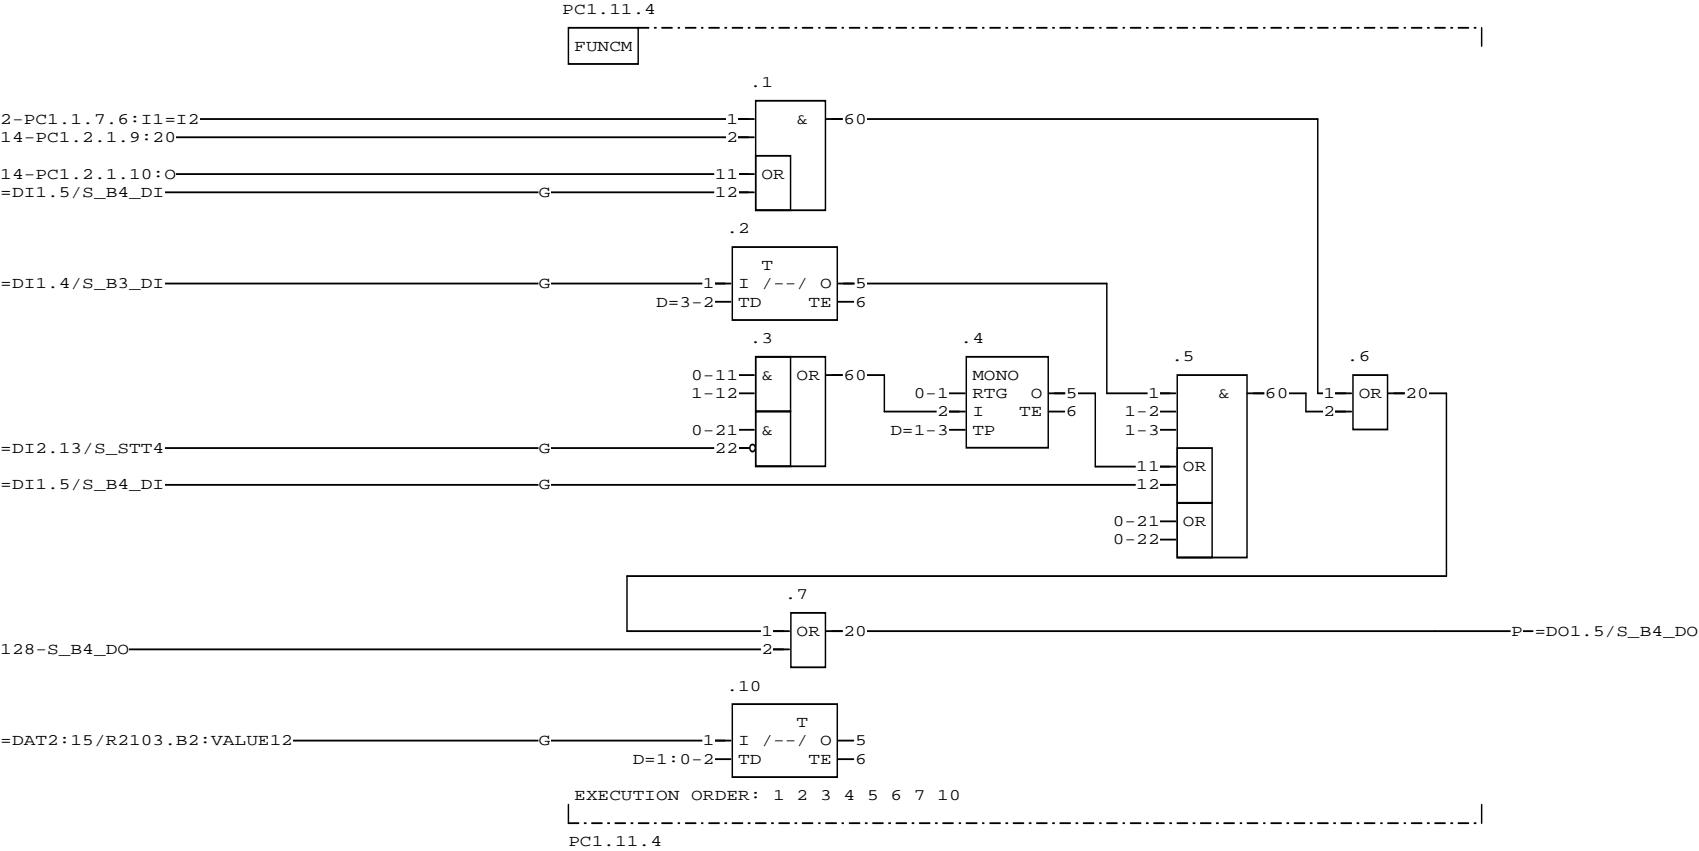 PC1.11.4
FUNCM
.1
2-PC1.1.7.6:I1=I2 1 & 60
14-PC1.2.1.9:20 2
14-PC1.2.1.10:O 11 OR
=DI1.5/S_B4_DI G 12
.2
T
=DI1.4/S_B3_DI G 1 I /--/ O 5
D=3-2 TD TE 6
.3 .4 .5 .6
0-11 & OR 60 MONO
1-12 0-1 RTG O 5 1 & 60 1 OR 20
2 I TE 6 1-2 2
0-21 & D=1-3 TP 1-3
=DI2.13/S_STT4 G 22
11 OR
=DI1.5/S_B4_DI G 12
0-21 OR
0-22
.7
1 OR 20 P =DO1.5/S_B4_DO
128-S_B4_DO 2
.10
T
=DAT2:15/R2103.B2:VALUE12 G 1 I /--/ O 5
D=1:0-2 TD TE 6
EXECUTION ORDER: 1 2 3 4 5 6 7 10
PC1.11.4